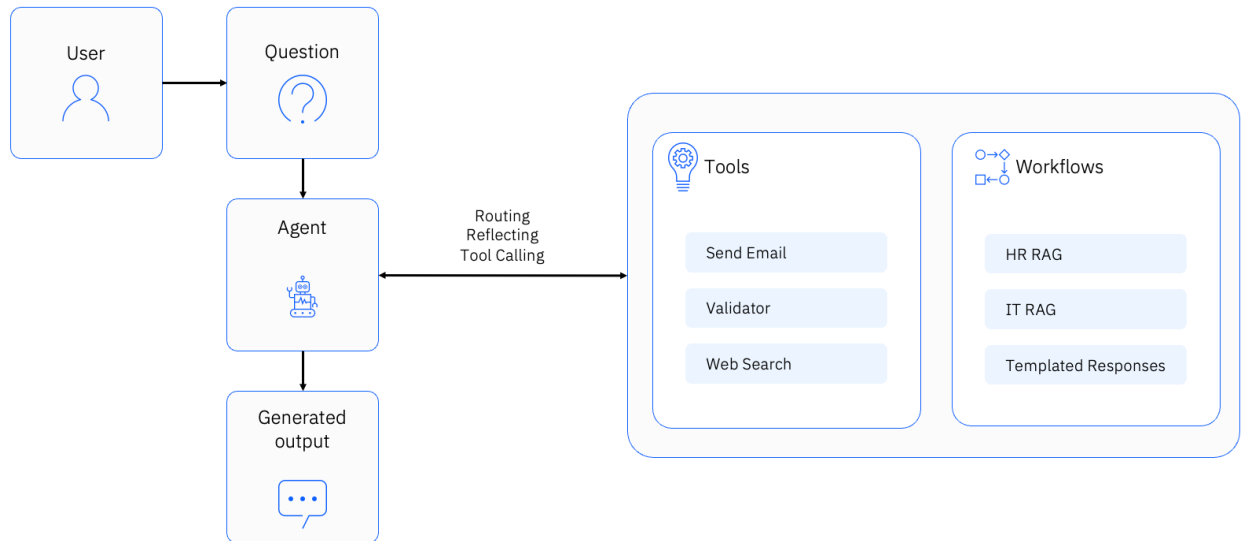 User
Question
Agent
Routing
Reflecting
Tool Calling
Generated
output
Tools
Send Email
Validator
Web Search
Workflows
HR RAG
IT RAG
Templated Responses